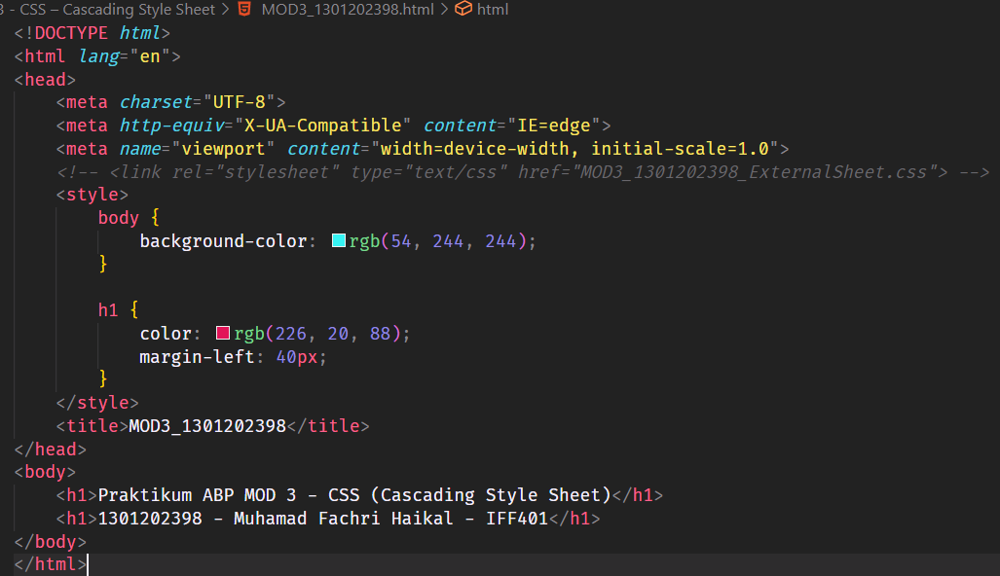 3 - CSS – Cascading Style Sheet > MOD3_1301202398.html > html
<!DOCTYPE html>
<html lang="en">
<head>
    <meta charset="UTF-8">
    <meta http-equiv="X-UA-Compatible" content="IE=edge">
    <meta name="viewport" content="width=device-width, initial-scale=1.0">
    <!-- <link rel="stylesheet" type="text/css" href="MOD3_1301202398_ExternalSheet.css"> -->
    <style>
        body {
            background-color: rgb(54, 244, 244);
        }

        h1 {
            color: rgb(226, 20, 88);
            margin-left: 40px;
        }
    </style>
    <title>MOD3_1301202398</title>
</head>
<body>
    <h1>Praktikum ABP MOD 3 - CSS (Cascading Style Sheet)</h1>
    <h1>1301202398 - Muhamad Fachri Haikal - IFF401</h1>
</body>
</html>